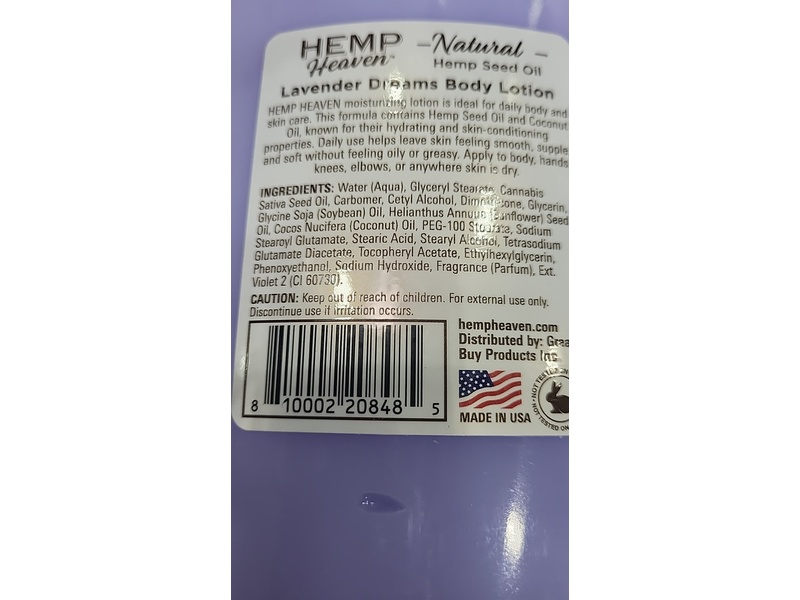 HEMP Heaven™ – Natural – Hemp Seed Oil
Lavender Dreams Body Lotion
HEMP HEAVEN moisturizing lotion is ideal for daily body and
skin care. This formula contains Hemp Seed Oil and Coconut
Oil, known for their hydrating and skin-conditioning
properties. Daily use helps leave skin feeling smooth, supple
and soft without feeling oily or greasy. Apply to body, hands
knees, elbows, or anywhere skin is dry.
INGREDIENTS: Water (Aqua), Glyceryl Stearate, Cannabis
Sativa Seed Oil, Carbomer, Cetyl Alcohol, Dimethicone, Glycerin,
Glycine Soja (Soybean) Oil, Helianthus Annuus (Sunflower) Seed
Oil, Cocos Nucifera (Coconut) Oil, PEG-100 Stearate, Sodium
Stearoyl Glutamate, Stearic Acid, Stearyl Alcohol, Tetrasodium
Glutamate Diacetate, Tocopheryl Acetate, Ethylhexylglycerin,
Phenoxyethanol, Sodium Hydroxide, Fragrance (Parfum), Ext.
Violet 2 (CI 60730).
CAUTION: Keep out of reach of children. For external use only.
Discontinue use if irritation occurs.
8 10002 20848 5
hempheaven.com
Distributed by:
Buy Products Inc
MADE IN USA